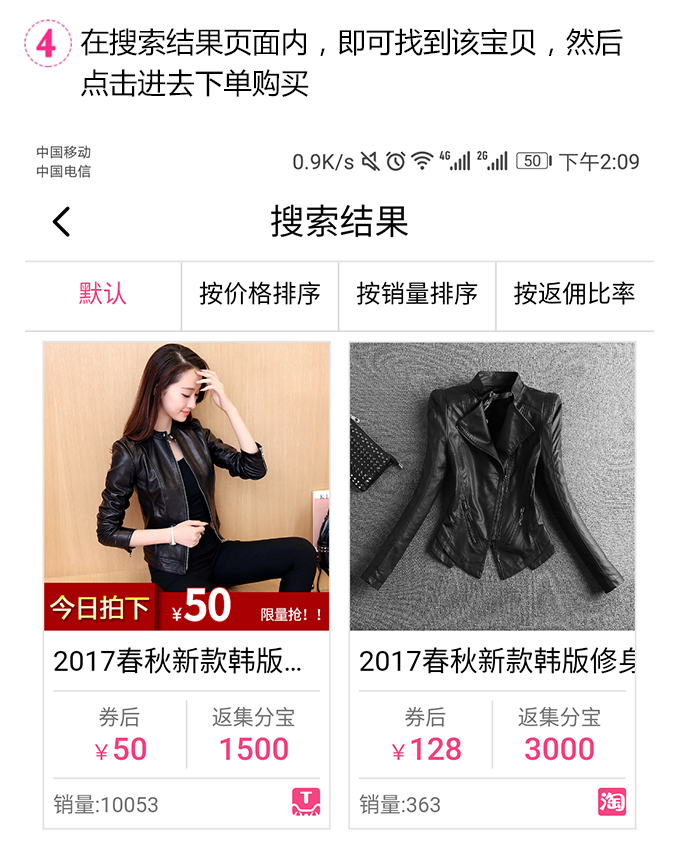 4 在搜索结果页面内，即可找到该宝贝，然后
点击进去下单购买
中国移动
中国电信
0.9K/s 4G 2G 50 下午2:09
搜索结果
默认 按价格排序 按销量排序 按返佣比率
今日拍下 ¥50 限量抢！！
2017春秋新款韩版... 2017春秋新款韩版修身
券后 返集分宝 券后 返集分宝
¥50 1500 ¥128 3000
销量:10053 T 销量:363 淘